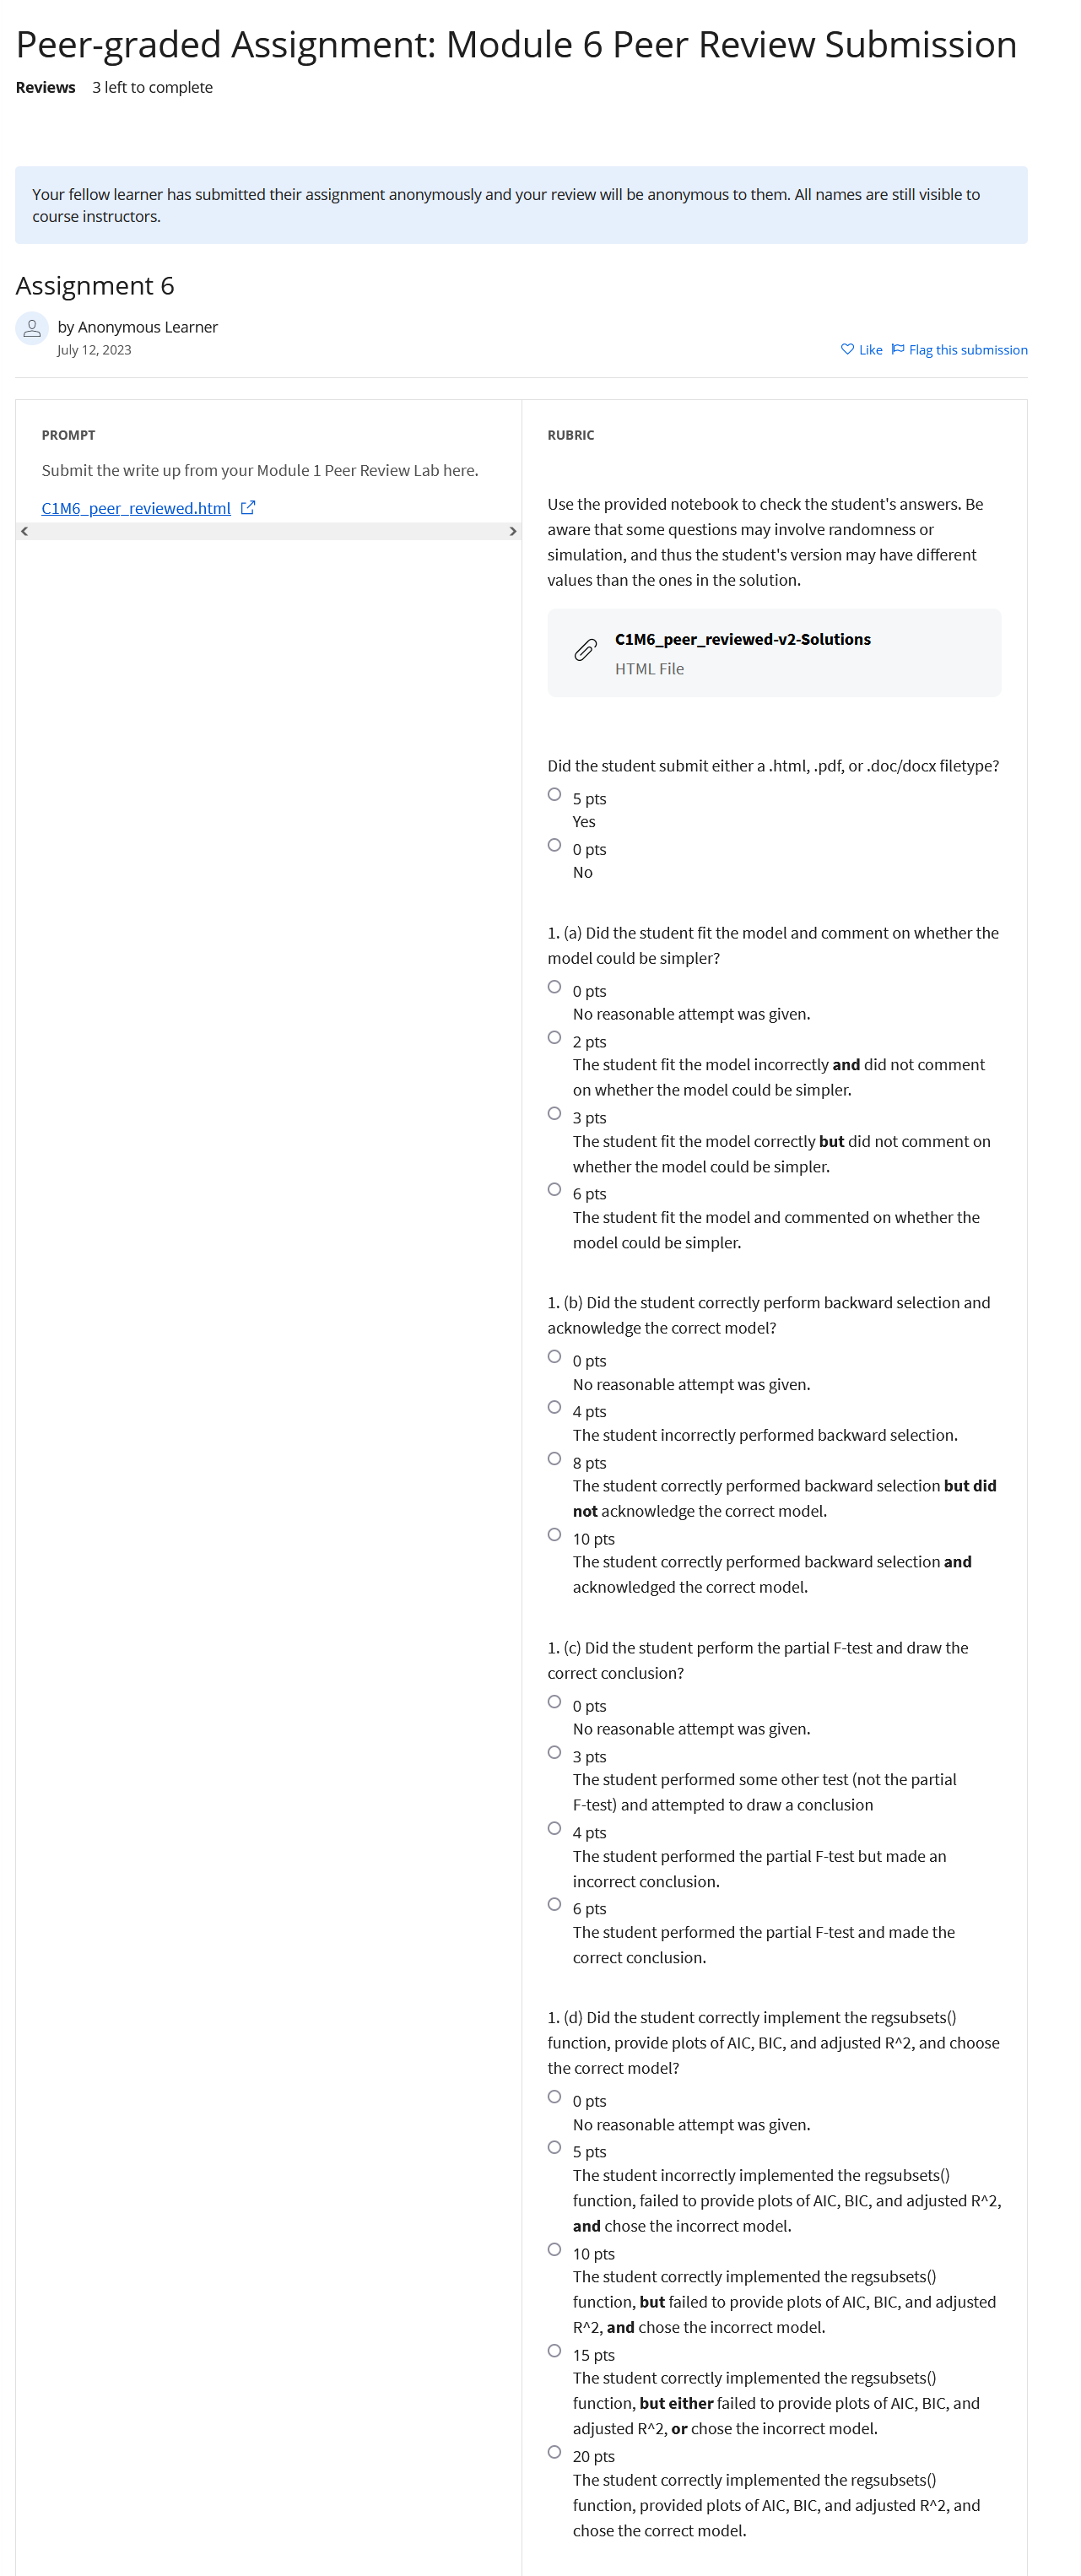 Peer-graded Assignment: Module 6 Peer Review Submission
Reviews 3 left to complete
Your fellow learner has submitted their assignment anonymously and your review will be anonymous to them. All names are still visible to
course instructors.
Assignment 6
by Anonymous Learner
July 12, 2023
Like Flag this submission
PROMPT
Submit the write up from your Module 1 Peer Review Lab here.
C1M6_peer_reviewed.html
RUBRIC
Use the provided notebook to check the student's answers. Be
aware that some questions may involve randomness or
simulation, and thus the student's version may have different
values than the ones in the solution.
C1M6_peer_reviewed-v2-Solutions
HTML File
Did the student submit either a .html, .pdf, or .doc/docx filetype?
5 pts
Yes
0 pts
No
1. (a) Did the student fit the model and comment on whether the
model could be simpler?
0 pts
No reasonable attempt was given.
2 pts
The student fit the model incorrectly and did not comment
on whether the model could be simpler.
3 pts
The student fit the model correctly but did not comment on
whether the model could be simpler.
6 pts
The student fit the model and commented on whether the
model could be simpler.
1. (b) Did the student correctly perform backward selection and
acknowledge the correct model?
0 pts
No reasonable attempt was given.
4 pts
The student incorrectly performed backward selection.
8 pts
The student correctly performed backward selection but did
not acknowledge the correct model.
10 pts
The student correctly performed backward selection and
acknowledged the correct model.
1. (c) Did the student perform the partial F-test and draw the
correct conclusion?
0 pts
No reasonable attempt was given.
3 pts
The student performed some other test (not the partial
F-test) and attempted to draw a conclusion
4 pts
The student performed the partial F-test but made an
incorrect conclusion.
6 pts
The student performed the partial F-test and made the
correct conclusion.
1. (d) Did the student correctly implement the regsubsets()
function, provide plots of AIC, BIC, and adjusted R^2, and choose
the correct model?
0 pts
No reasonable attempt was given.
5 pts
The student incorrectly implemented the regsubsets()
function, failed to provide plots of AIC, BIC, and adjusted R^2,
and chose the incorrect model.
10 pts
The student correctly implemented the regsubsets()
function, but failed to provide plots of AIC, BIC, and adjusted
R^2, and chose the incorrect model.
15 pts
The student correctly implemented the regsubsets()
function, but either failed to provide plots of AIC, BIC, and
adjusted R^2, or chose the incorrect model.
20 pts
The student correctly implemented the regsubsets()
function, provided plots of AIC, BIC, and adjusted R^2, and
chose the correct model.